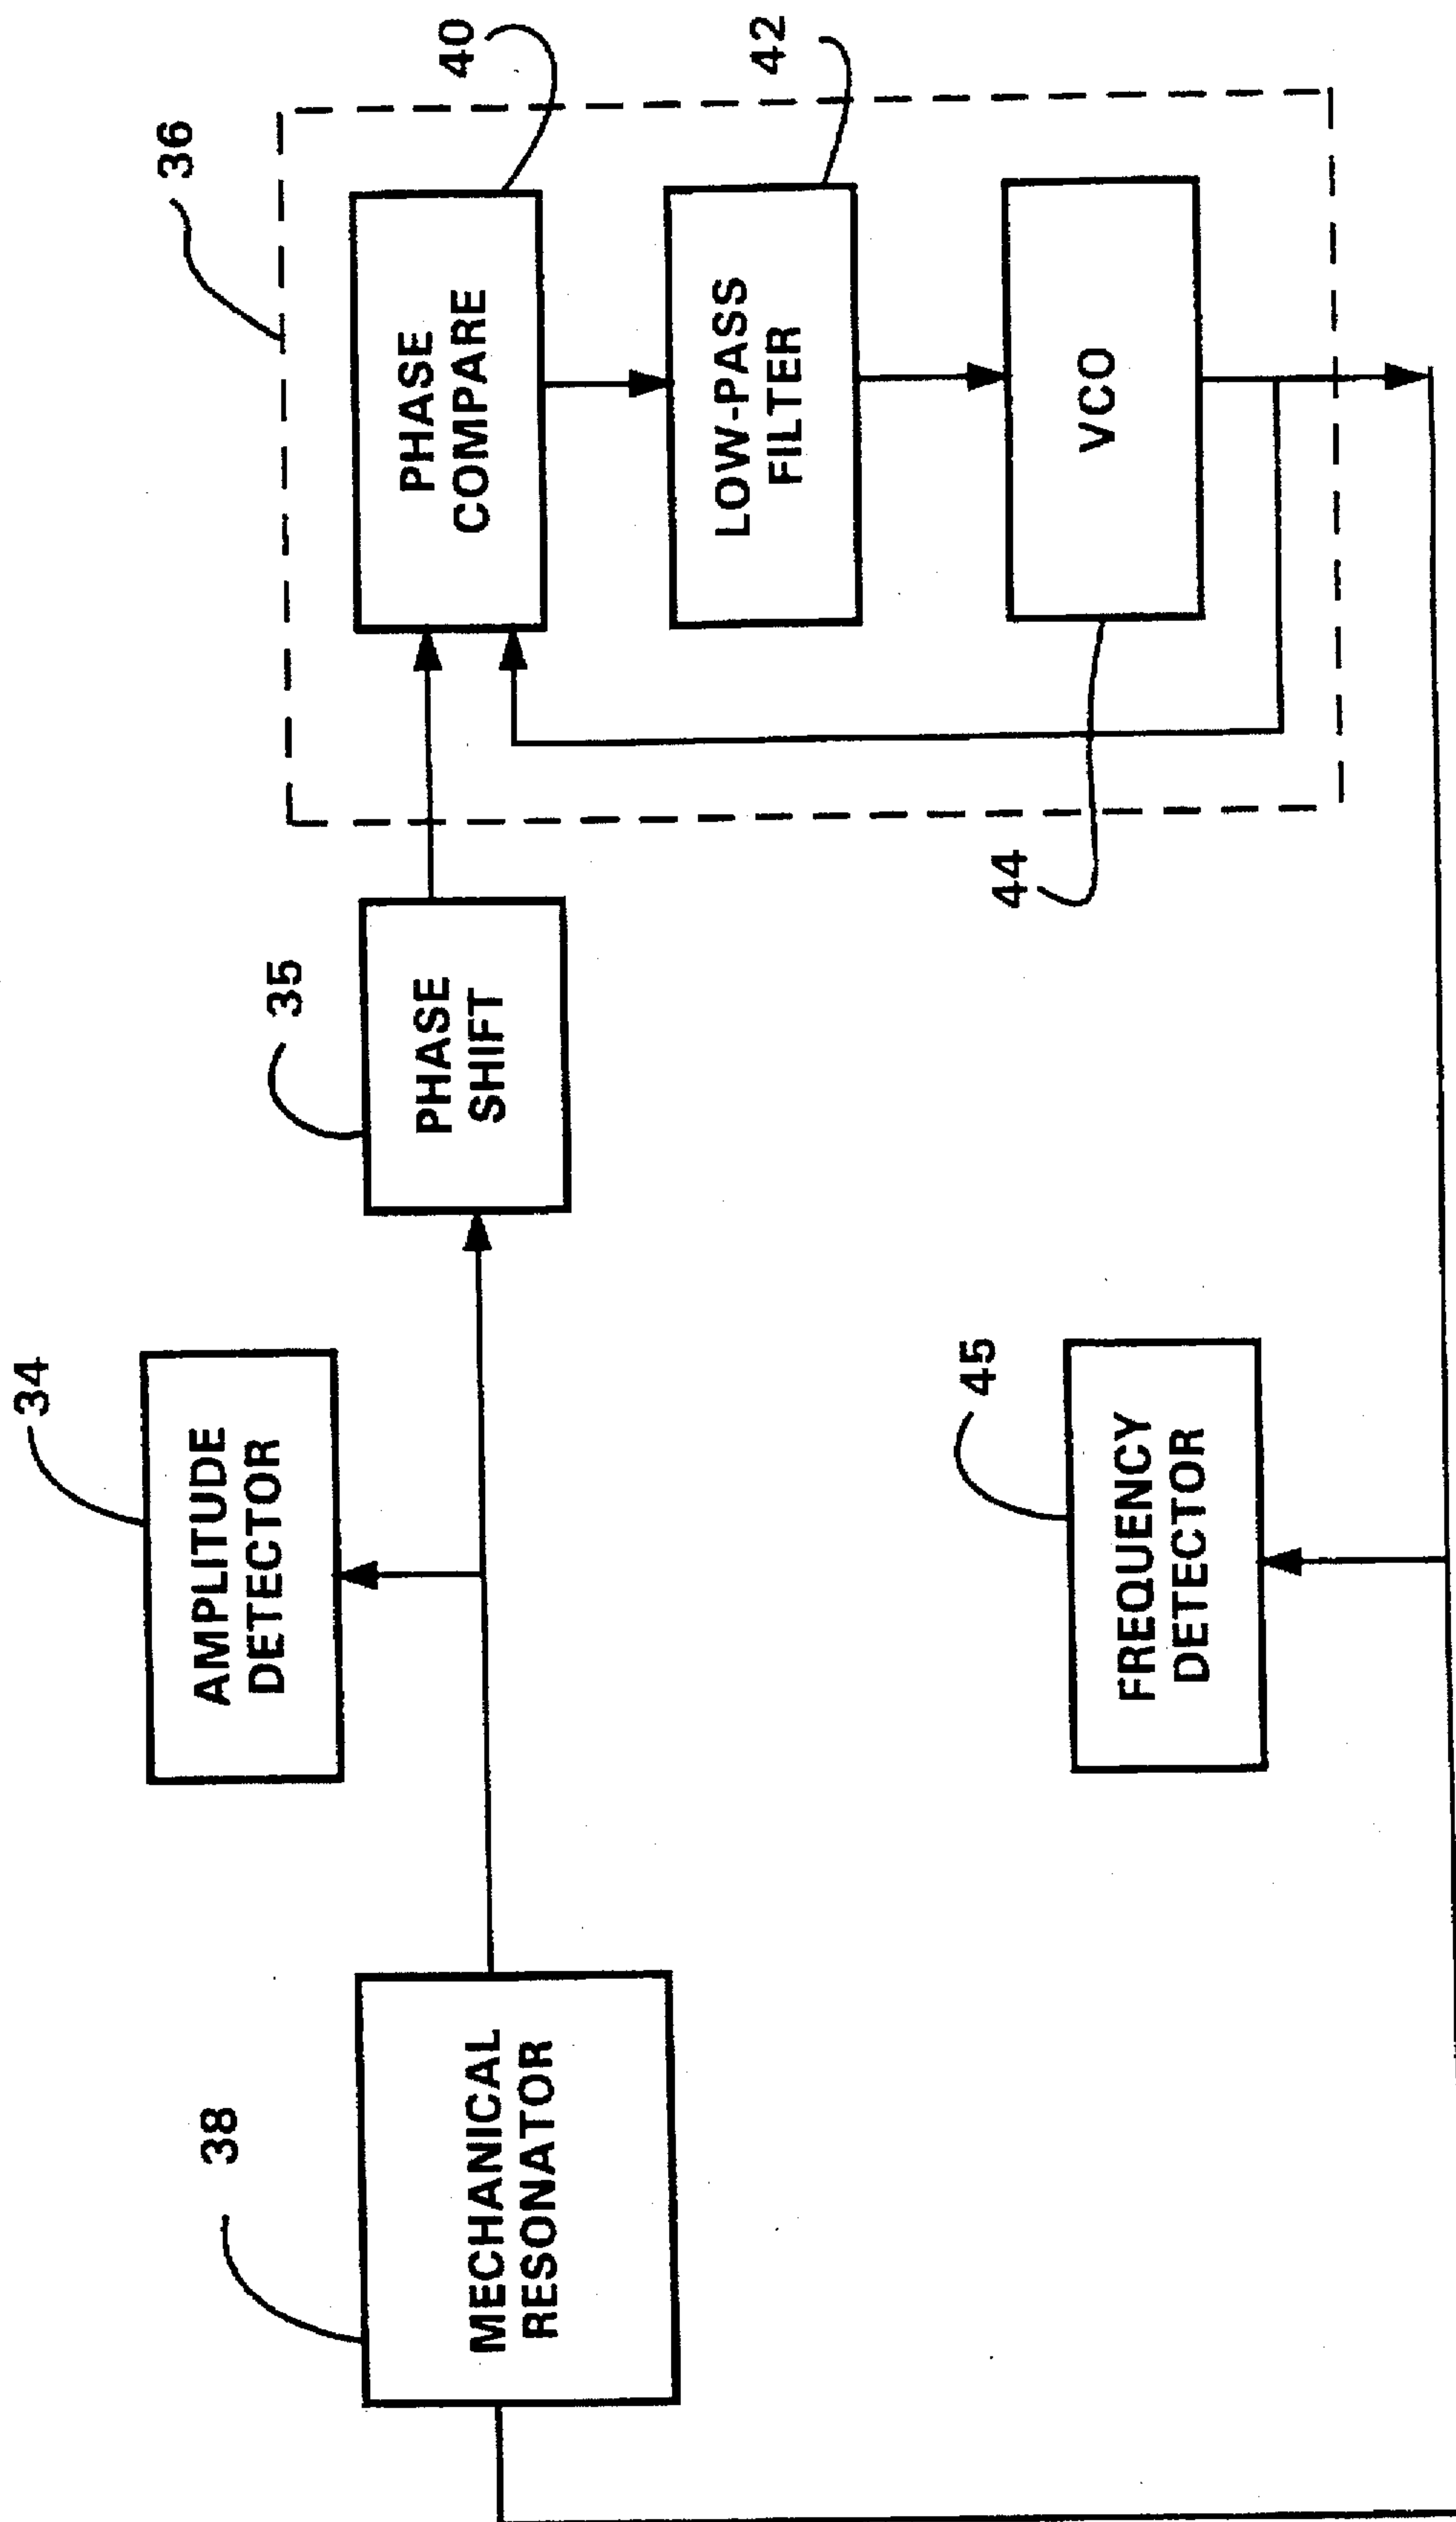 36
40
PHASE
COMPARE
42
LOW-PASS
FILTER
VCO
44
35
PHASE
SHIFT
34
AMPLITUDE
DETECTOR
45
FREQUENCY
DETECTOR
38
MECHANICAL
RESONATOR